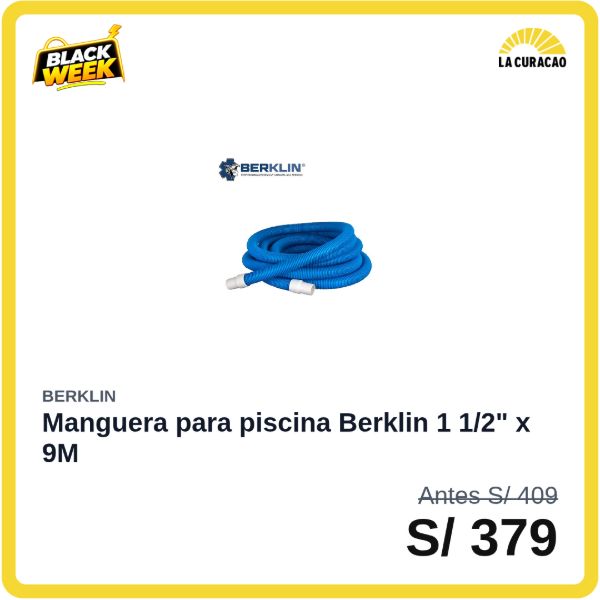 BLACK
WEEK
LA CURACAO
BERKLIN®
BERKLIN
Manguera para piscina Berklin 1 1/2" x
9M
Antes S/ 409
S/ 379